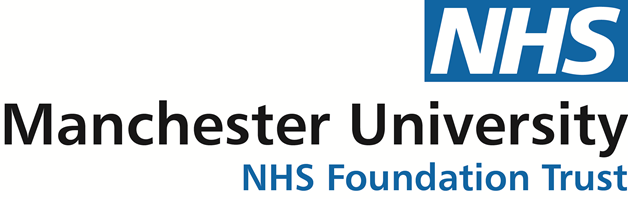 NHS
Manchester University
NHS Foundation Trust